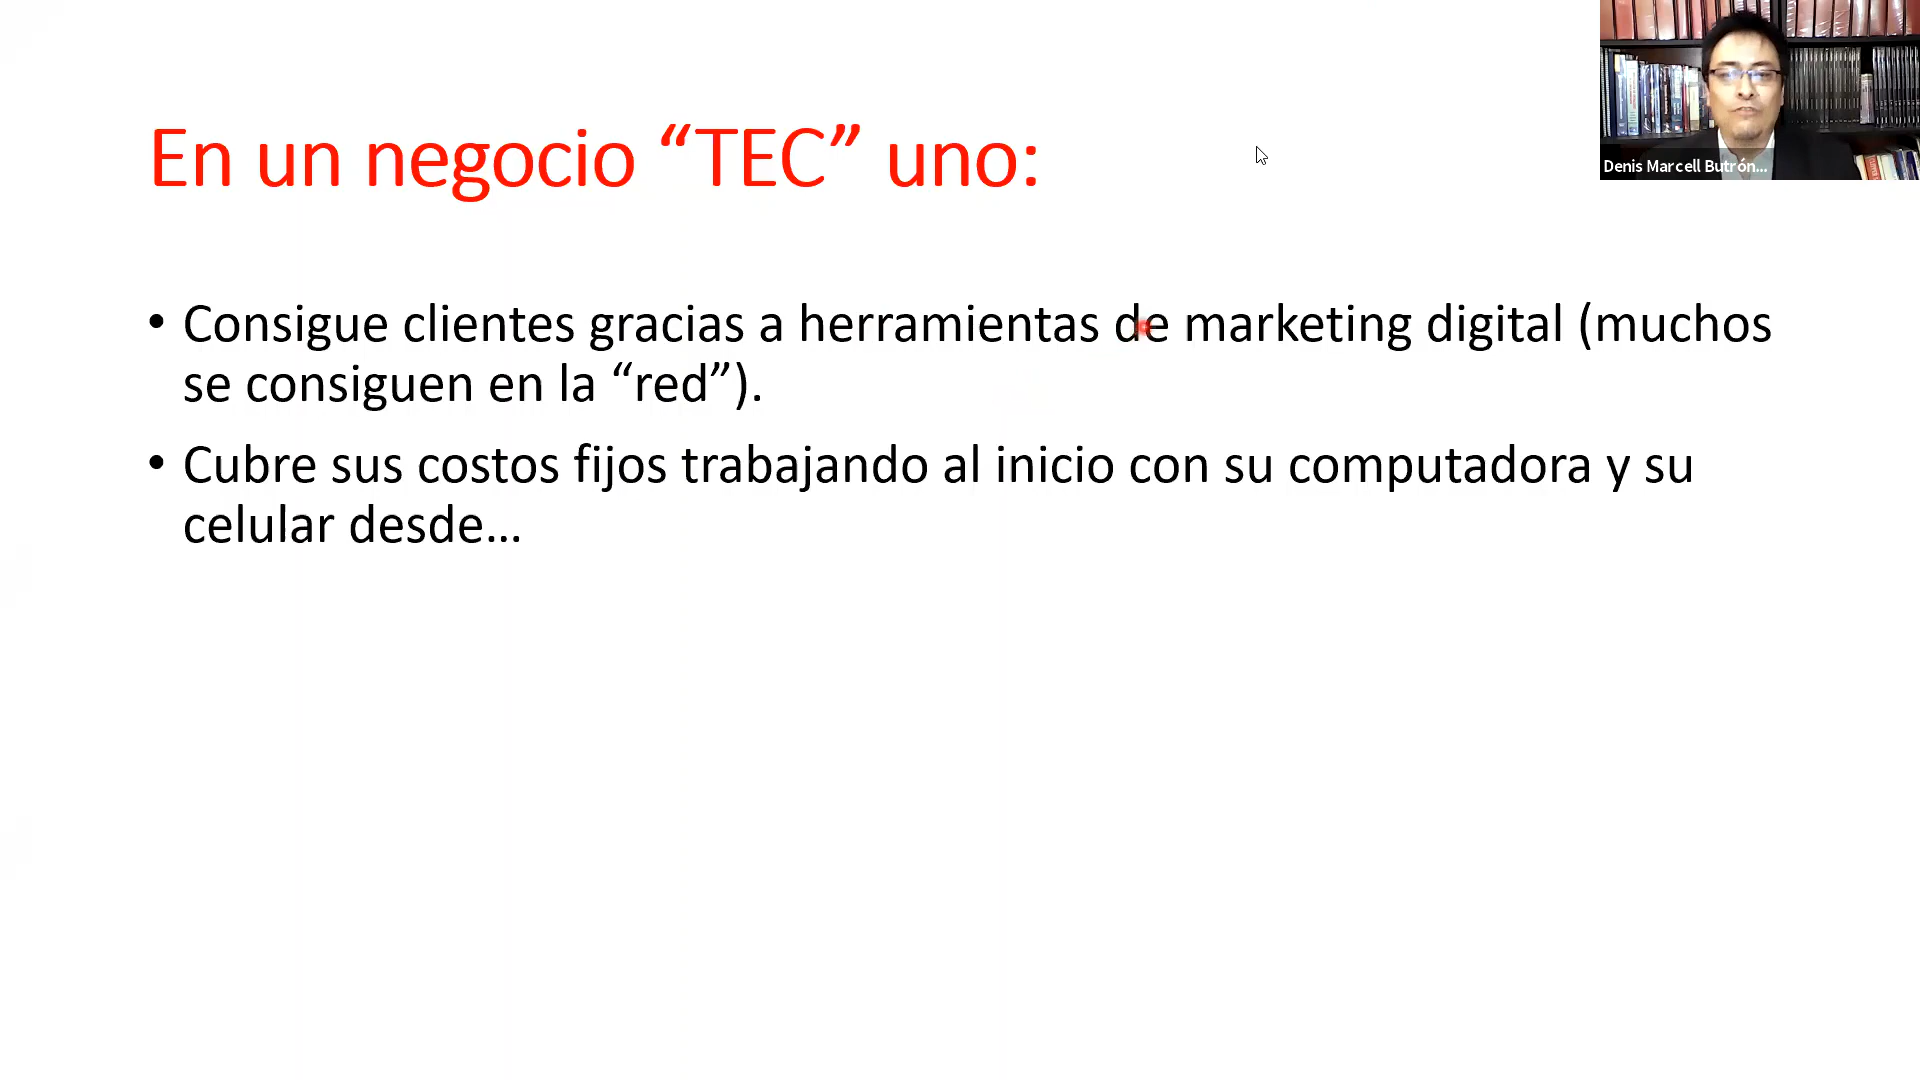 En un negocio “TEC” uno:
• Consigue clientes gracias a herramientas de marketing digital (muchos
se consiguen en la “red”).
• Cubre sus costos fijos trabajando al inicio con su computadora y su
celular desde…
Denis Marcell Butrón...